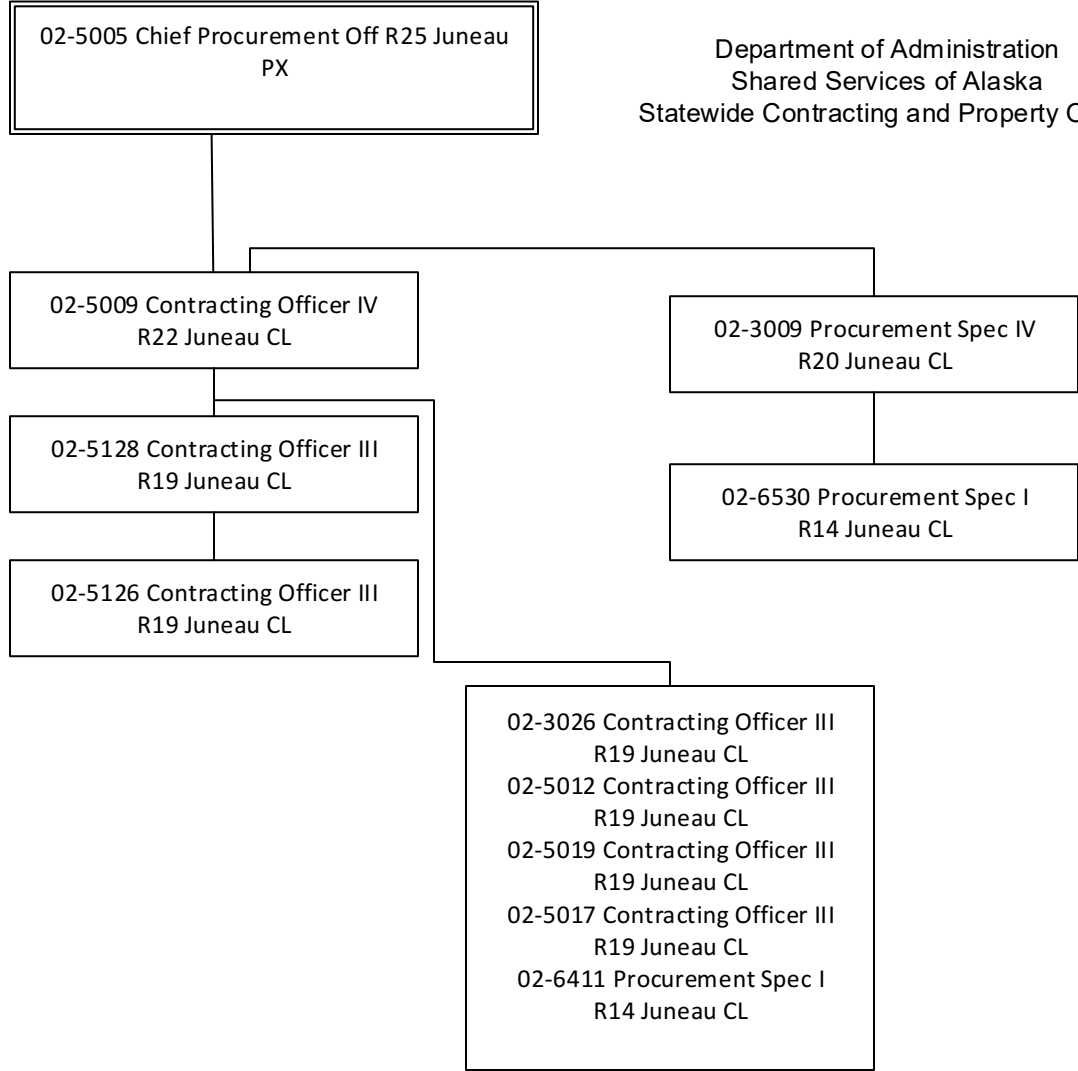 02-5005 Chief Procurement Off R25 Juneau
PX
Department of Administration
Shared Services of Alaska
Statewide Contracting and Property
02-5009 Contracting Officer IV
R22 Juneau CL
02-3009 Procurement Spec IV
R20 Juneau CL
02-5128 Contracting Officer III
R19 Juneau CL
02-6530 Procurement Spec I
R14 Juneau CL
02-5126 Contracting Officer III
R19 Juneau CL
02-3026 Contracting Officer III
R19 Juneau CL
02-5012 Contracting Officer III
R19 Juneau CL
02-5019 Contracting Officer III
R19 Juneau CL
02-5017 Contracting Officer III
R19 Juneau CL
02-6411 Procurement Spec I
R14 Juneau CL